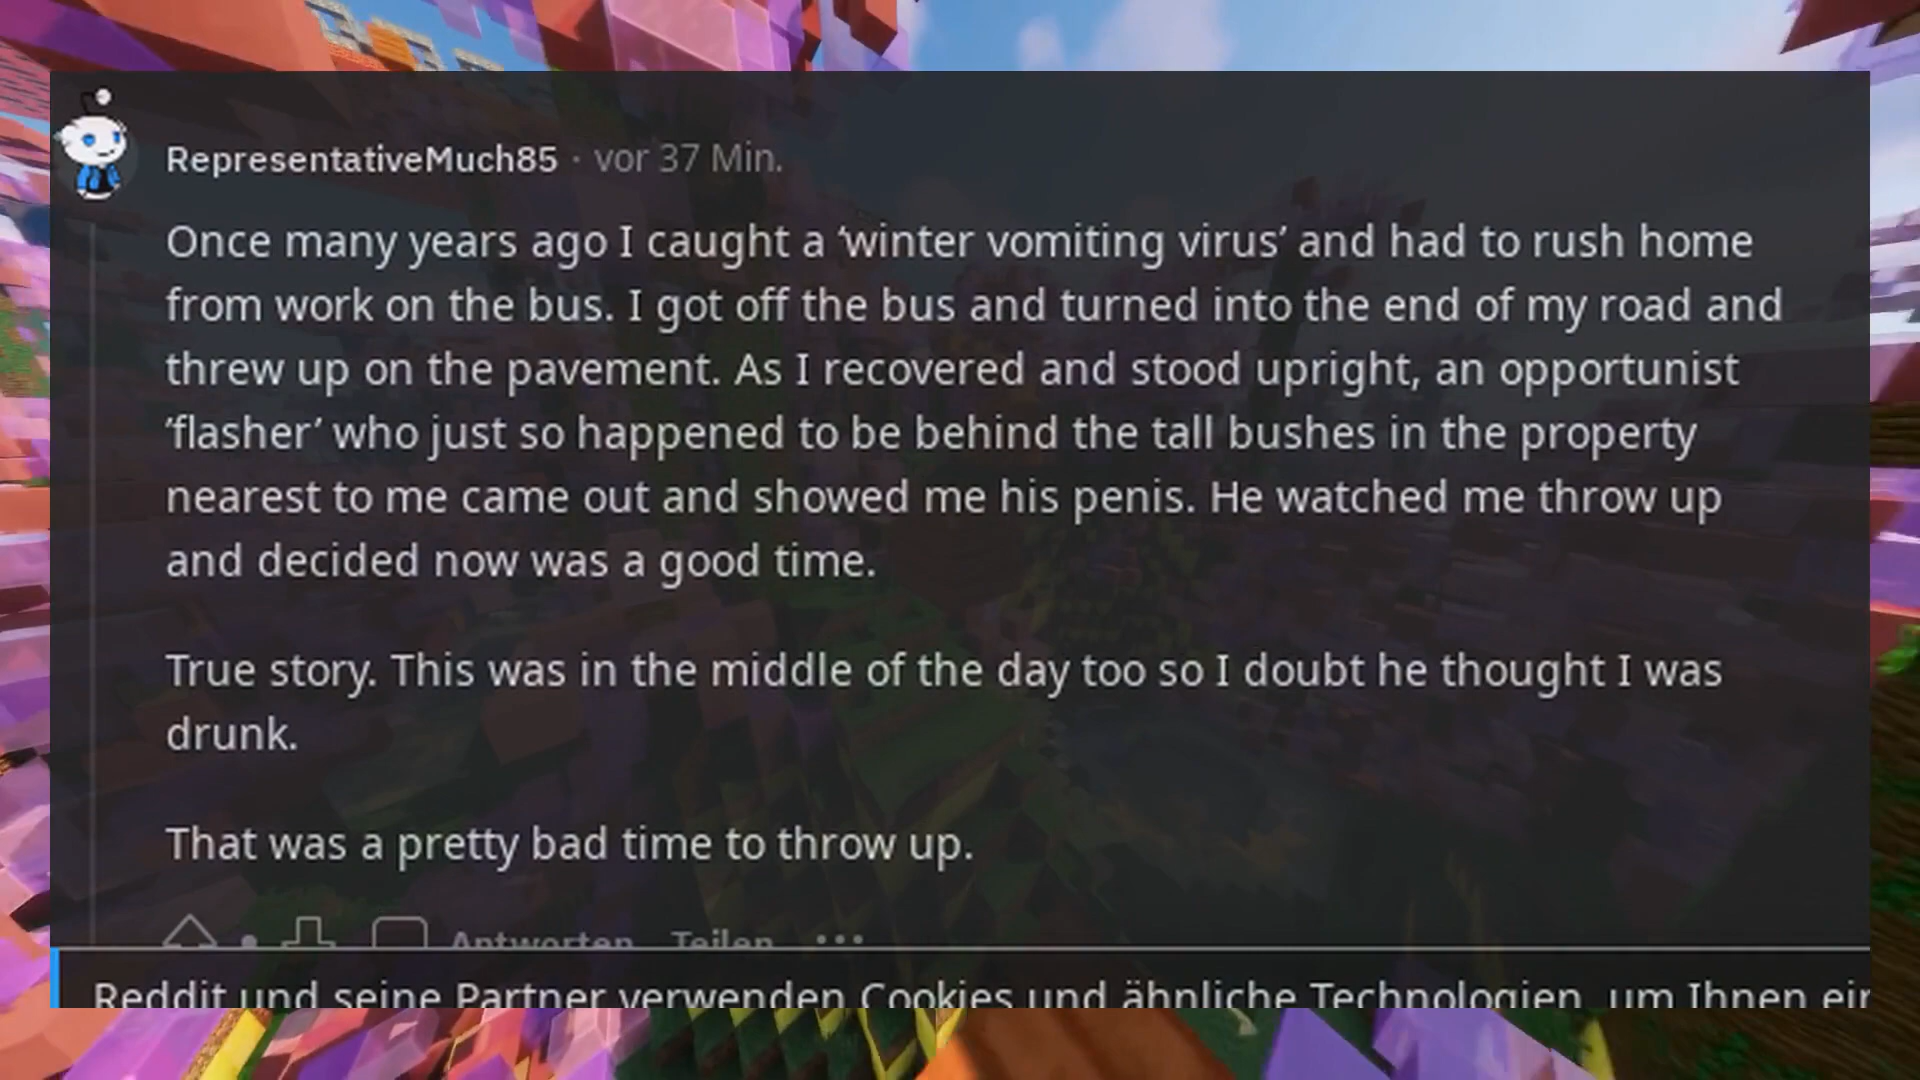 RepresentativeMuch85 · vor 37 Min.
Once many years ago I caught a ‘winter vomiting virus’ and had to rush home
from work on the bus. I got off the bus and turned into the end of my road and
threw up on the pavement. As I recovered and stood upright, an opportunist
‘flasher’ who just so happened to be behind the tall bushes in the property
nearest to me came out and showed me his penis. He watched me throw up
and decided now was a good time.
True story. This was in the middle of the day too so I doubt he thought I was
drunk.
That was a pretty bad time to throw up.
Antworten Teilen
Reddit und seine Partner verwenden Cookies und ähnliche Technologien, um Ihnen